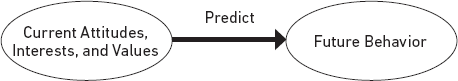 Predict
Current Attitudes,
Interests, and Values
Future Behavior